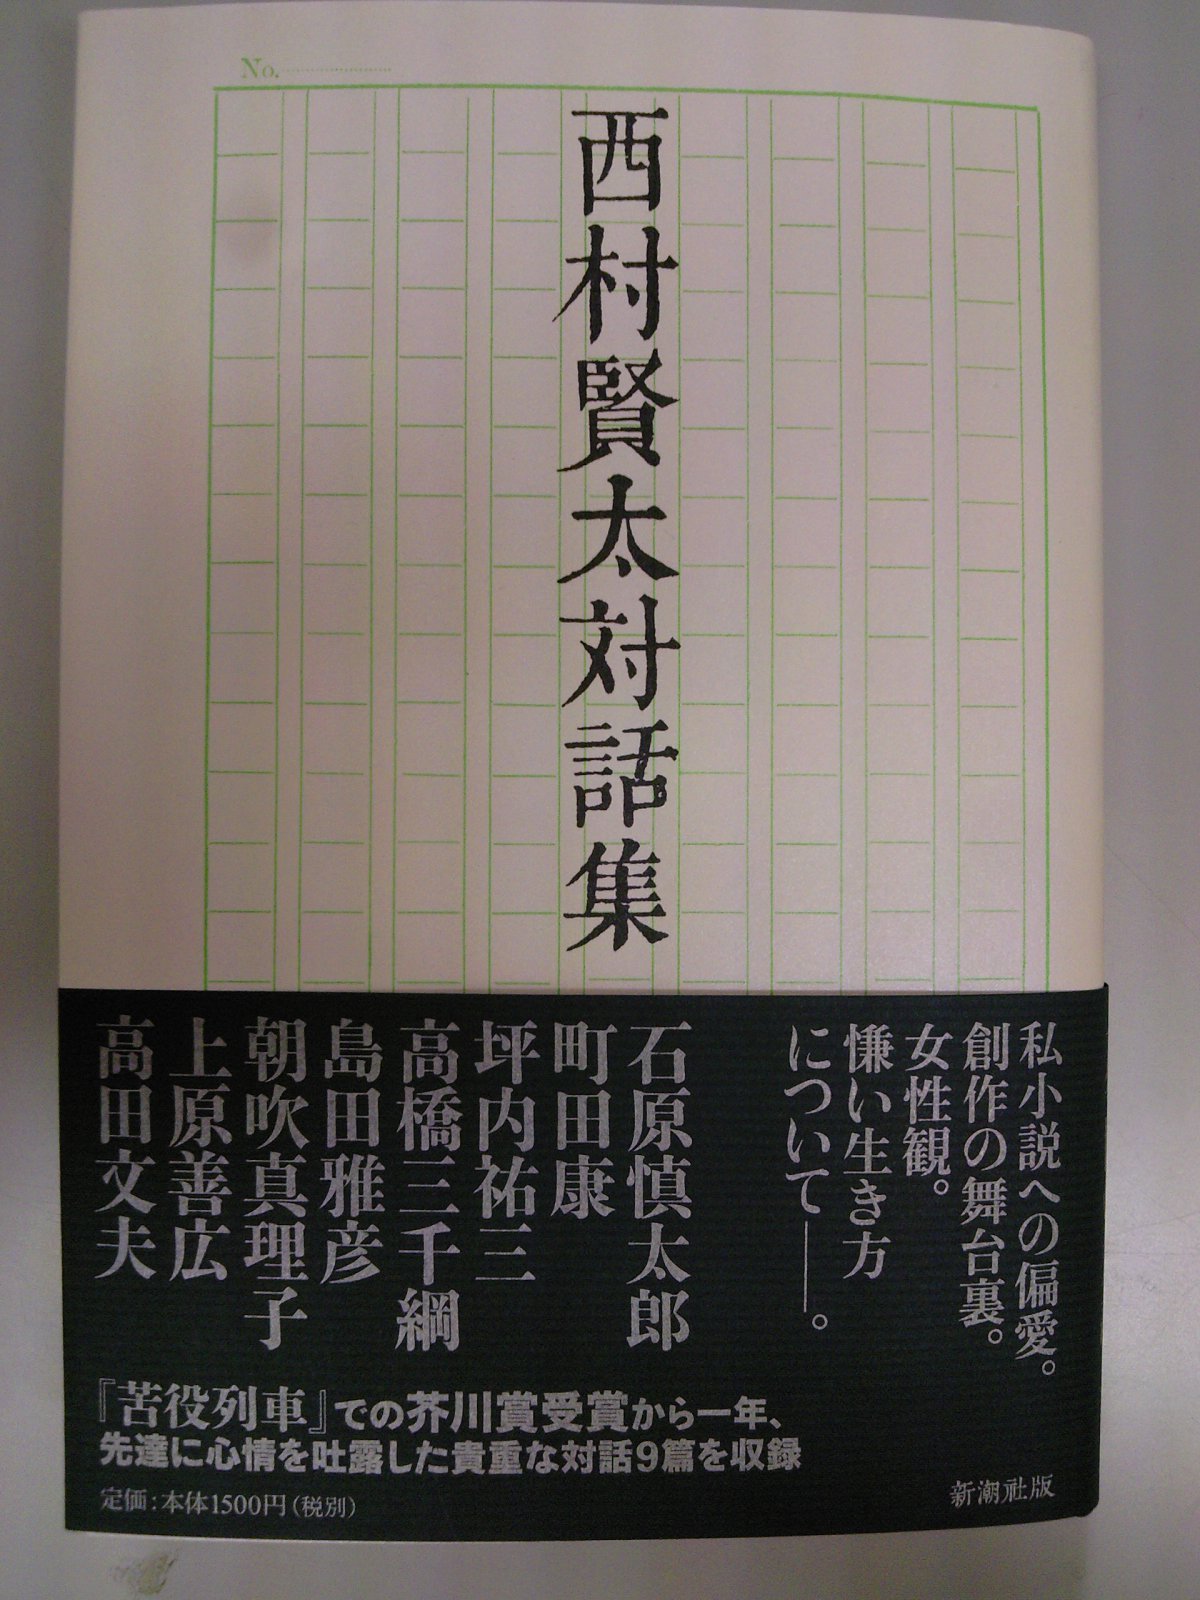 No.
西村賢太対話集
私小説への偏愛。
創作の舞台裏。
女性観。
慊い生き方
について――。
石原慎太郎
町田康
坪内祐三
高橋三千綱
島田雅彦
朝吹真理子
上原善広
高田文夫
『苦役列車』での芥川賞受賞から一年、
先達に心情を吐露した貴重な対話9篇を収録
定価:本体1500円(税別)
新潮社版